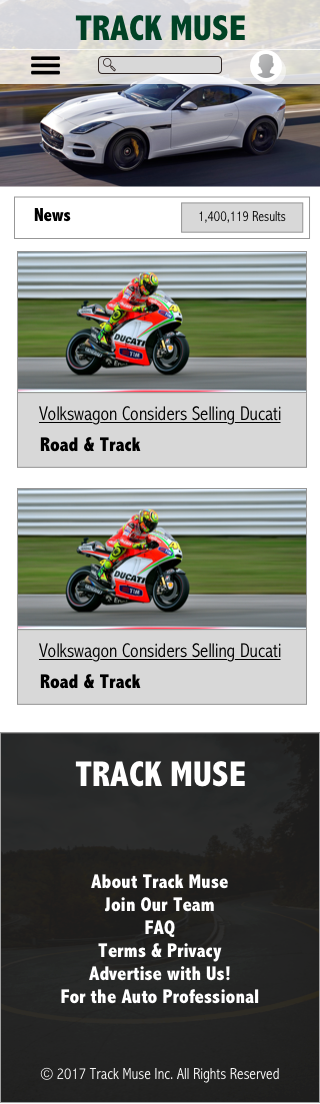 TRACK MUSE
News
1,400,119 Results
DUCATI
TIM
Volkswagon Considers Selling Ducati
Road & Track
DUCATI
TIM
Volkswagon Considers Selling Ducati
Road & Track
TRACK MUSE
About Track Muse
Join Our Team
FAQ
Terms & Privacy
Advertise with Us!
For the Auto Professional
© 2017 Track Muse Inc. All Rights Reserved